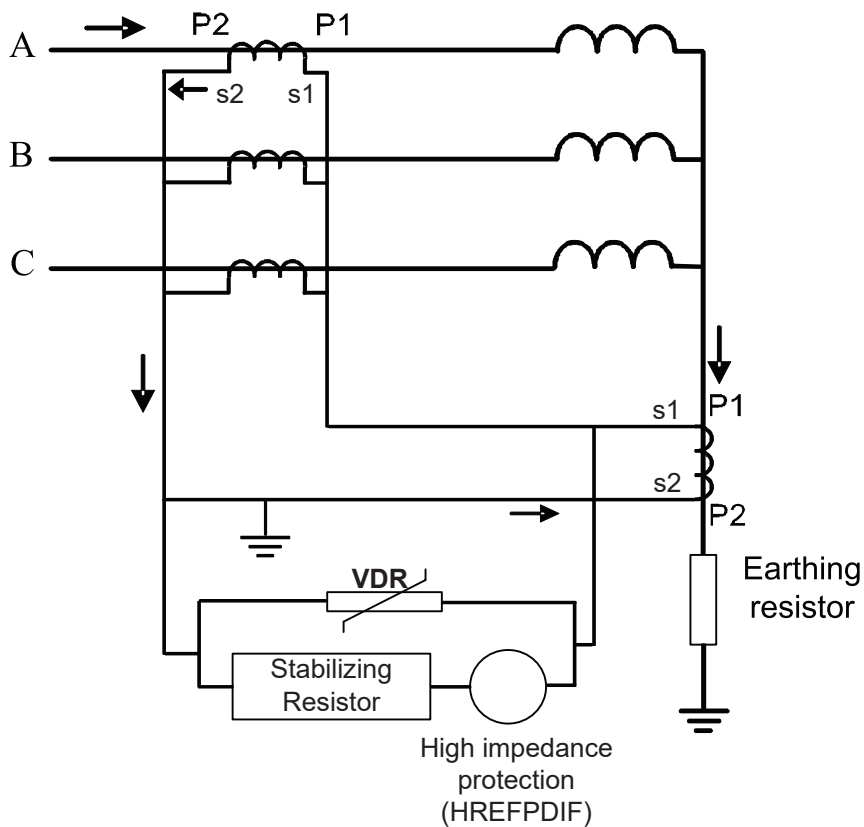 A
P2
P1
s2
s1
B
C
s1
P1
s2
P2
VDR
Earthing
resistor
Stabilizing
Resistor
High impedance
protection
(HREFPDIF)